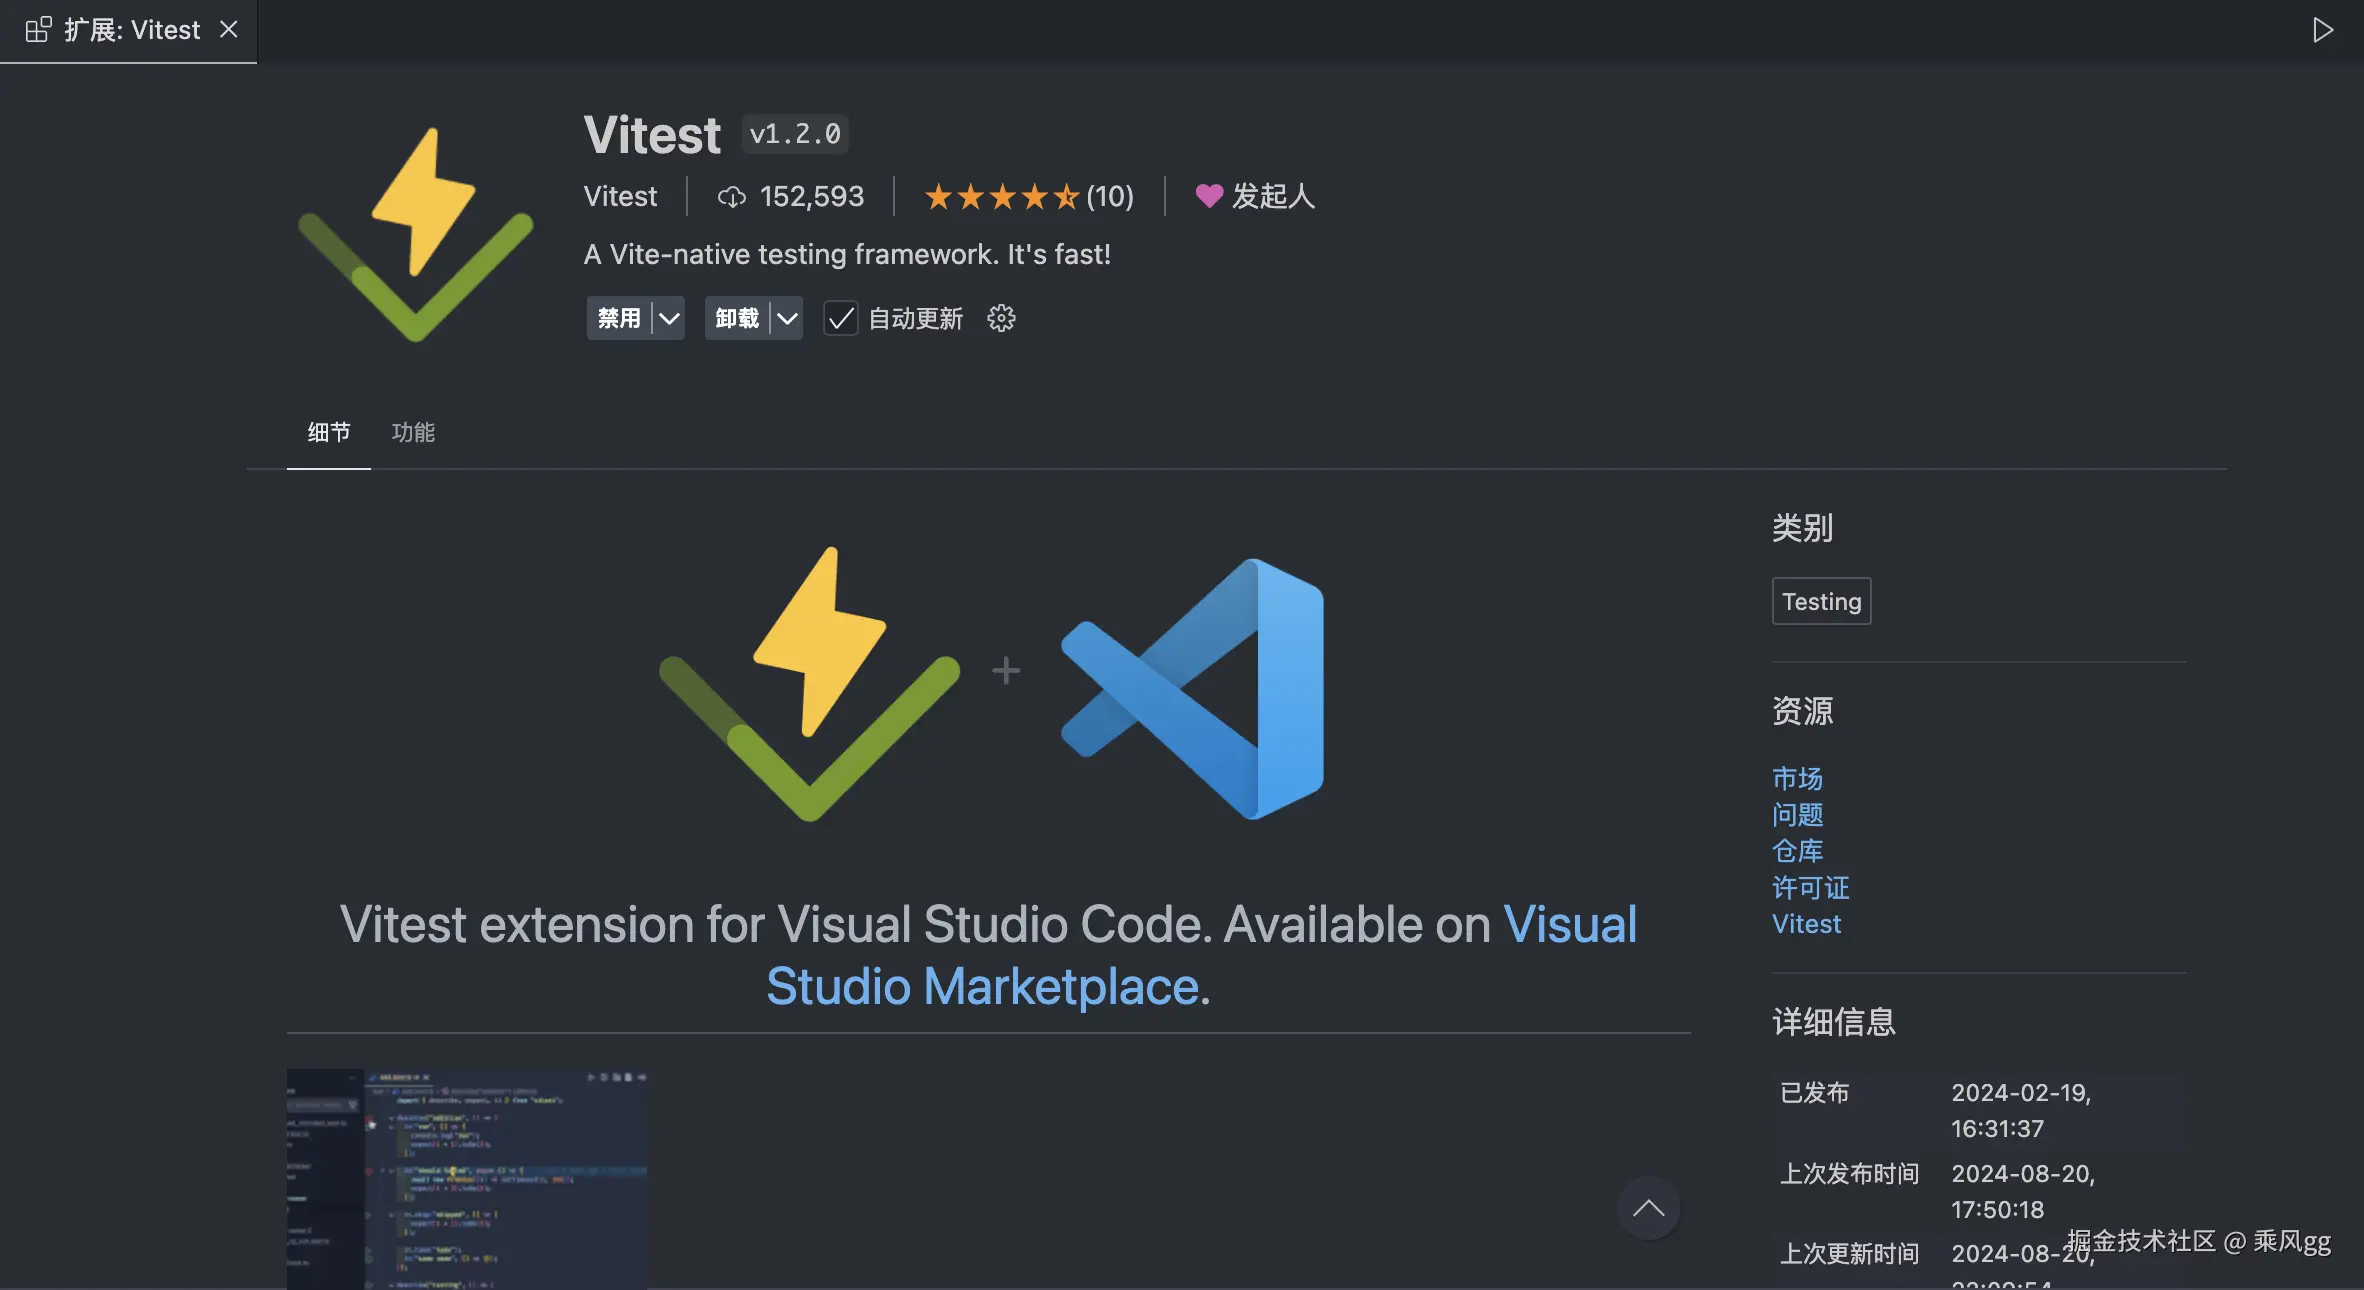 扩展: Vitest
Vitest v1.2.0
Vitest 152,593 (10) 发起人
A Vite-native testing framework. It's fast!
禁用 卸载 自动更新
细节 功能
Vitest extension for Visual Studio Code. Available on Visual
Studio Marketplace.
类别
Testing
资源
市场
问题
仓库
许可证
Vitest
详细信息
已发布 2024-02-19,
16:31:37
上次发布时间 2024-08-20,
17:50:18
上次更新时间 2024-08-20,
掘金技术社区 @ 乘风gg